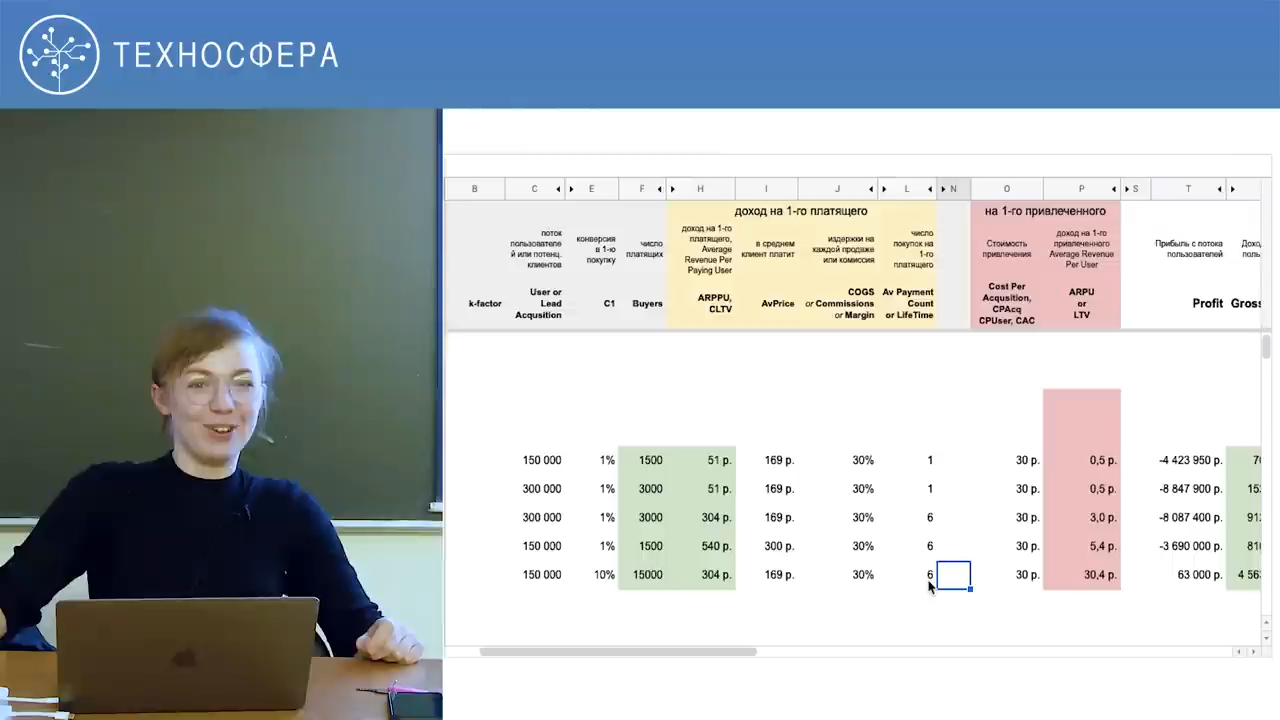 ТЕХНОСФЕРА
B C E F H I J L N O P S T
доход на 1-го платящего
на 1-го привлеченного
поток
пользователе
й или потенц.
клиентов
конверсия
в 1-ю
покупку
число
платящих
доход на 1-го
платящего,
Average
Revenue Per
Paying User
в среднем
клиент платит
издержки на
каждой продаже
или комиссия
число
покупок на
1-го
платящего
Стоимость
привлечения
доход на 1-го
привлеченного
Average Revenue
Per User
Прибыль с потока
пользователей
k-factor
User or
Lead
Acqusition
C1
Buyers
ARPPU,
CLTV
AvPrice
COGS
or Commissions
or Margin
Av Payment
Count
or LifeTime
Cost Per
Acqusition,
CPAcq
CPUser, CAC
ARPU
or
LTV
Profit
Gross
150 000 1% 1500 51 р. 169 р. 30% 1 30 р. 0,5 р. -4 423 950 р.
300 000 1% 3000 51 р. 169 р. 30% 1 30 р. 0,5 р. -8 847 900 р.
300 000 1% 3000 304 р. 169 р. 30% 6 30 р. 3,0 р. -8 087 400 р.
150 000 1% 1500 540 р. 300 р. 30% 6 30 р. 5,4 р. -3 690 000 р.
150 000 10% 15000 304 р. 169 р. 30% 6 30 р. 30,4 р. 63 000 р.